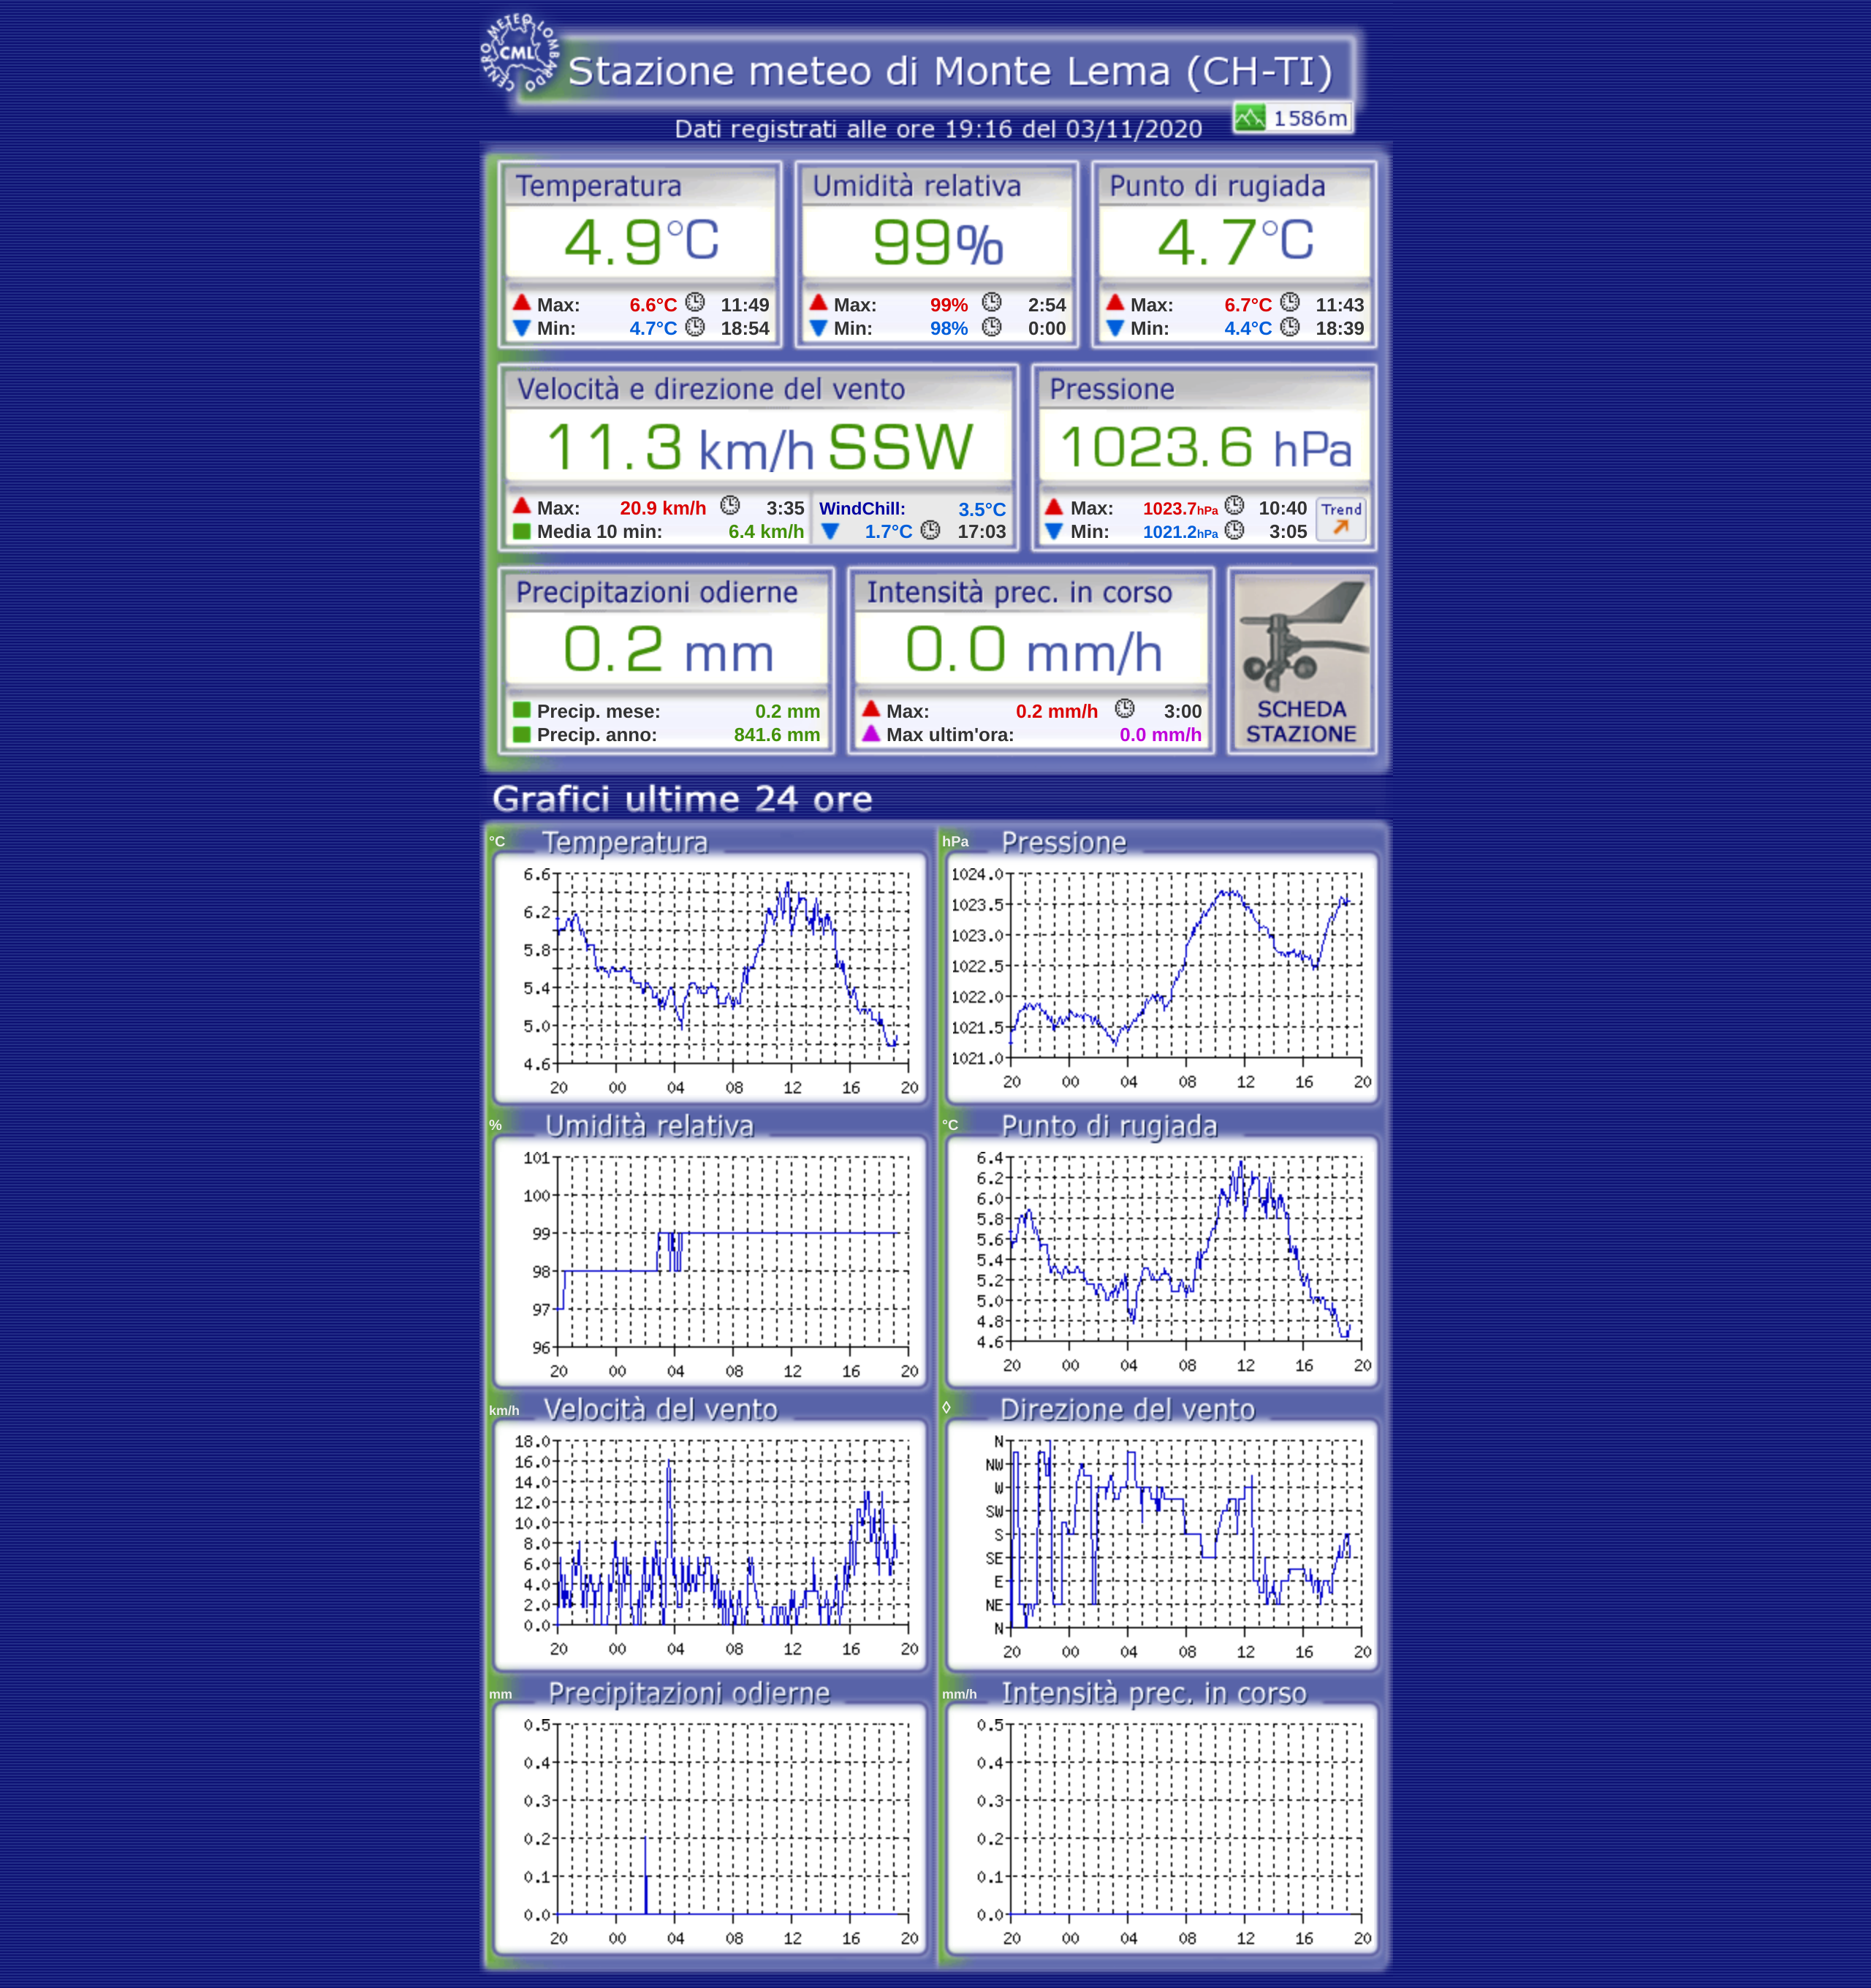 CENTRO METEO LOMBARDO
CML
Stazione meteo di Monte Lema (CH-TI)
1586m
Dati registrati alle ore 19:16 del 03/11/2020
Temperatura Umidità relativa Punto di rugiada
4.9°C 99% 4.7°C
Max: 6.6°C 11:49 Max: 99% 2:54 Max: 6.7°C 11:43
Min: 4.7°C 18:54 Min: 98% 0:00 Min: 4.4°C 18:39
Velocità e direzione del vento Pressione
11.3 km/h SSW 1023.6 hPa
Max: 20.9 km/h 3:35 WindChill: 3.5°C Max: 1023.7hPa 10:40 Trend
Media 10 min: 6.4 km/h 1.7°C 17:03 Min: 1021.2hPa 3:05
Precipitazioni odierne Intensità prec. in corso
0.2 mm 0.0 mm/h
Precip. mese: 0.2 mm Max: 0.2 mm/h 3:00 SCHEDA
Precip. anno: 841.6 mm Max ultim'ora: 0.0 mm/h STAZIONE
Grafici ultime 24 ore
°C Temperatura
6.6
6.2
5.8
5.4
5.0
4.6
20 00 04 08 12 16 20
hPa Pressione
1024.0
1023.5
1023.0
1022.5
1022.0
1021.5
1021.0
20 00 04 08 12 16 20
% Umidità relativa
101
100
99
98
97
96
20 00 04 08 12 16 20
°C Punto di rugiada
6.4
6.2
6.0
5.8
5.6
5.4
5.2
5.0
4.8
4.6
20 00 04 08 12 16 20
km/h Velocità del vento
18.0
16.0
14.0
12.0
10.0
8.0
6.0
4.0
2.0
0.0
20 00 04 08 12 16 20
◊ Direzione del vento
N
NW
W
SW
S
SE
E
NE
N
20 00 04 08 12 16 20
mm Precipitazioni odierne
0.5
0.4
0.3
0.2
0.1
0.0
20 00 04 08 12 16 20
mm/h Intensità prec. in corso
0.5
0.4
0.3
0.2
0.1
0.0
20 00 04 08 12 16 20